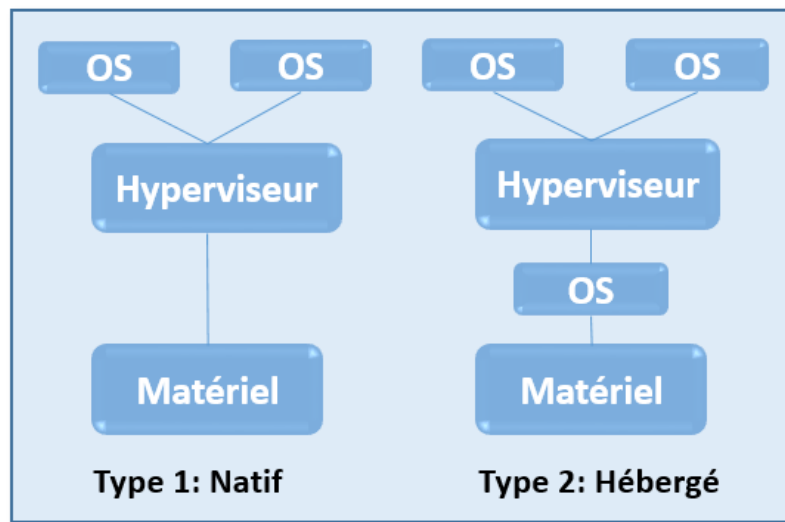 OS
OS
Hyperviseur
Matériel
Type 1: Natif
OS
OS
Hyperviseur
OS
Matériel
Type 2: Hébergé